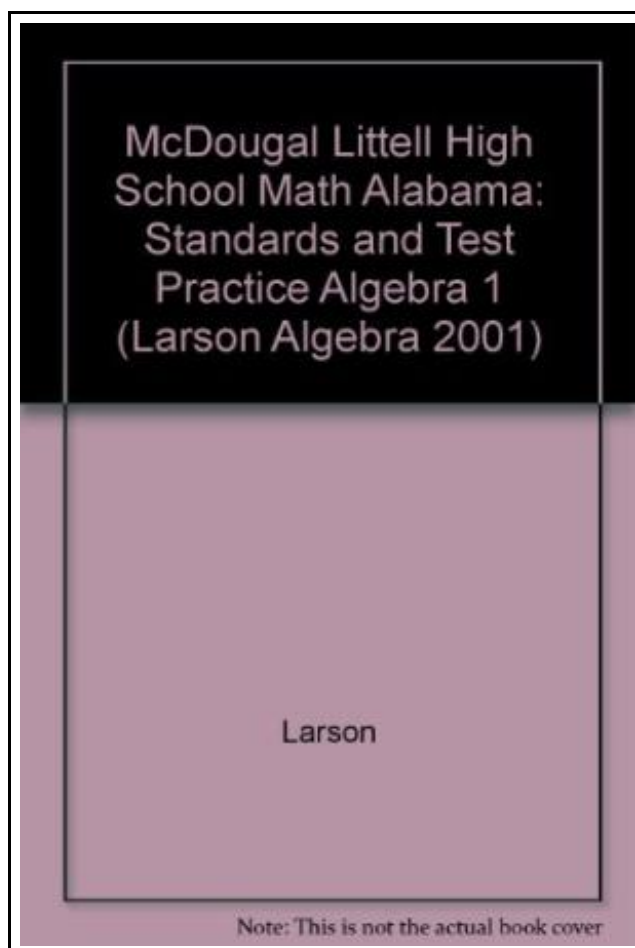 McDougal Littell High
School Math Alabama:
Standards and Test
Practice Algebra 1
(Larson Algebra 2001)
Larson
Note: This is not the actual book cover